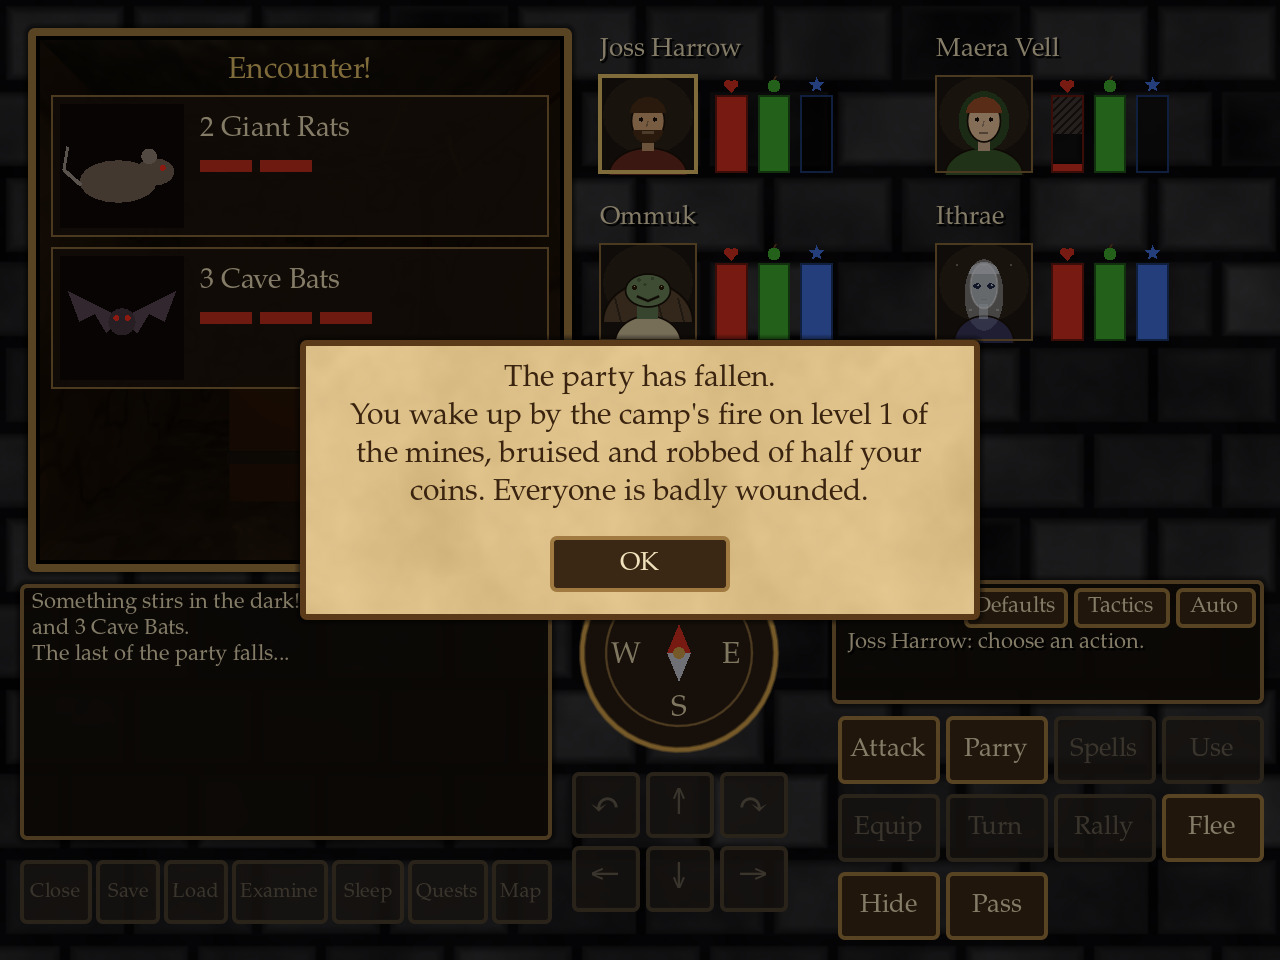 Encounter!
2 Giant Rats
3 Cave Bats
Joss Harrow
Maera Vell
Ommuk
Ithrae
The party has fallen.
You wake up by the camp's fire on level 1 of
the mines, bruised and robbed of half your
coins. Everyone is badly wounded.
OK
Something stirs in the dark!
and 3 Cave Bats.
The last of the party falls...
W
E
S
Defaults
Tactics
Auto
Joss Harrow: choose an action.
Attack
Parry
Spells
Use
Equip
Turn
Rally
Flee
Hide
Pass
Close
Save
Load
Examine
Sleep
Quests
Map